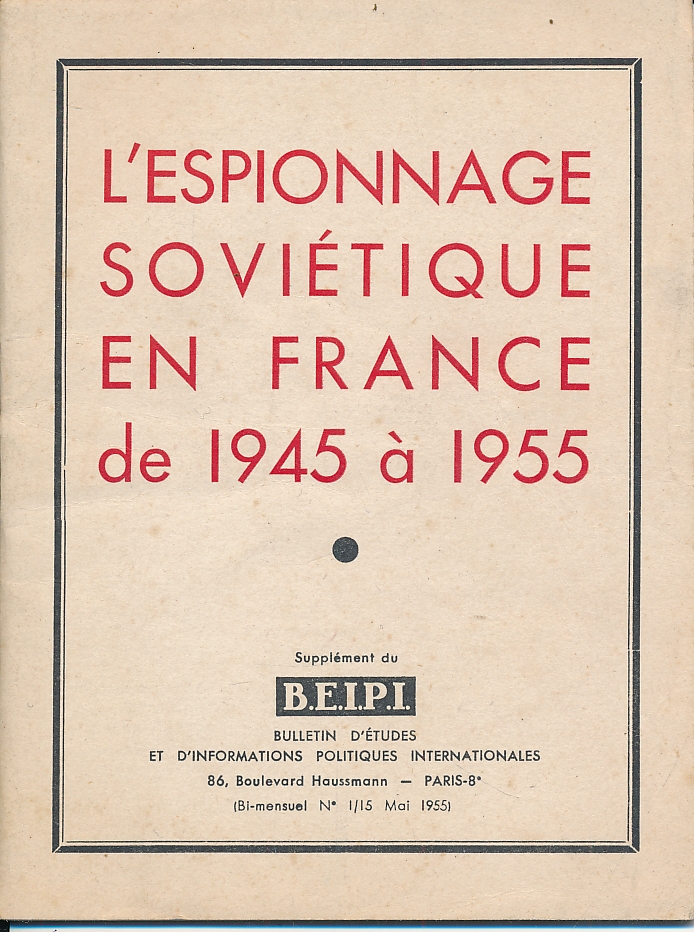 L'ESPIONNAGE
SOVIÉTIQUE
EN FRANCE
de 1945 à 1955
Supplément du
B.E.I.P.I.
BULLETIN D'ÉTUDES
ET D'INFORMATIONS POLITIQUES INTERNATIONALES
86, Boulevard Haussmann — PARIS-8°
(Bi-mensuel N° 1/15 Mai 1955)